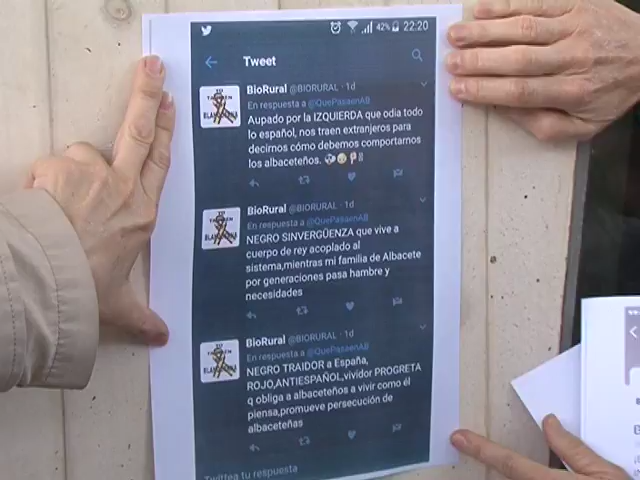 42% 22:20
Tweet
BioRural @BIORURAL · 1d
En respuesta a @QuePasaenAB
Aupado por la IZQUIERDA que odia todo
lo español, nos traen extranjeros para
decirnos cómo debemos comportarnos
los albaceteños.
BioRural @BIORURAL · 1d
En respuesta a @QuePasaenAB
NEGRO SINVERGÜENZA que vive a
cuerpo de rey acoplado al
sistema,mientras mi familia de Albacete
por generaciones pasa hambre y
necesidades
BioRural @BIORURAL · 1d
En respuesta a @QuePasaenAB
NEGRO TRAIDOR a España,
ROJO,ANTIESPAÑOL,vividor PROGRETA
q obliga a albaceteños a vivir como él
piensa,promueve persecución de
albaceteñas
Twittea tu respuesta